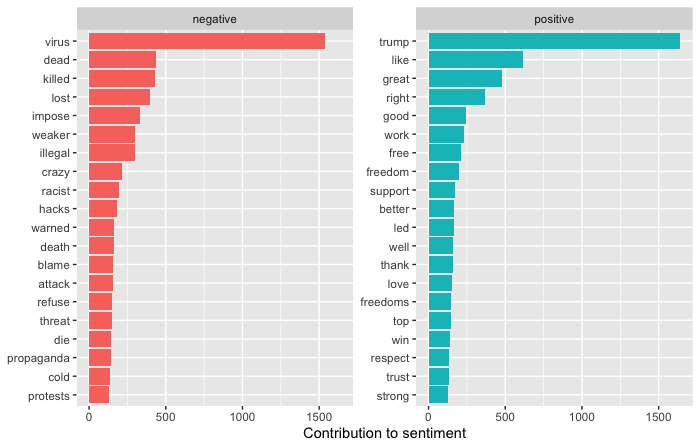 negative
virus
dead
killed
lost
impose
weaker
illegal
crazy
racist
hacks
warned
death
blame
attack
refuse
threat
die
propaganda
cold
protests
0 500 1000 1500
positive
trump
like
great
right
good
work
free
freedom
support
better
led
well
thank
love
freedoms
top
win
respect
trust
strong
0 500 1000 1500
Contribution to sentiment